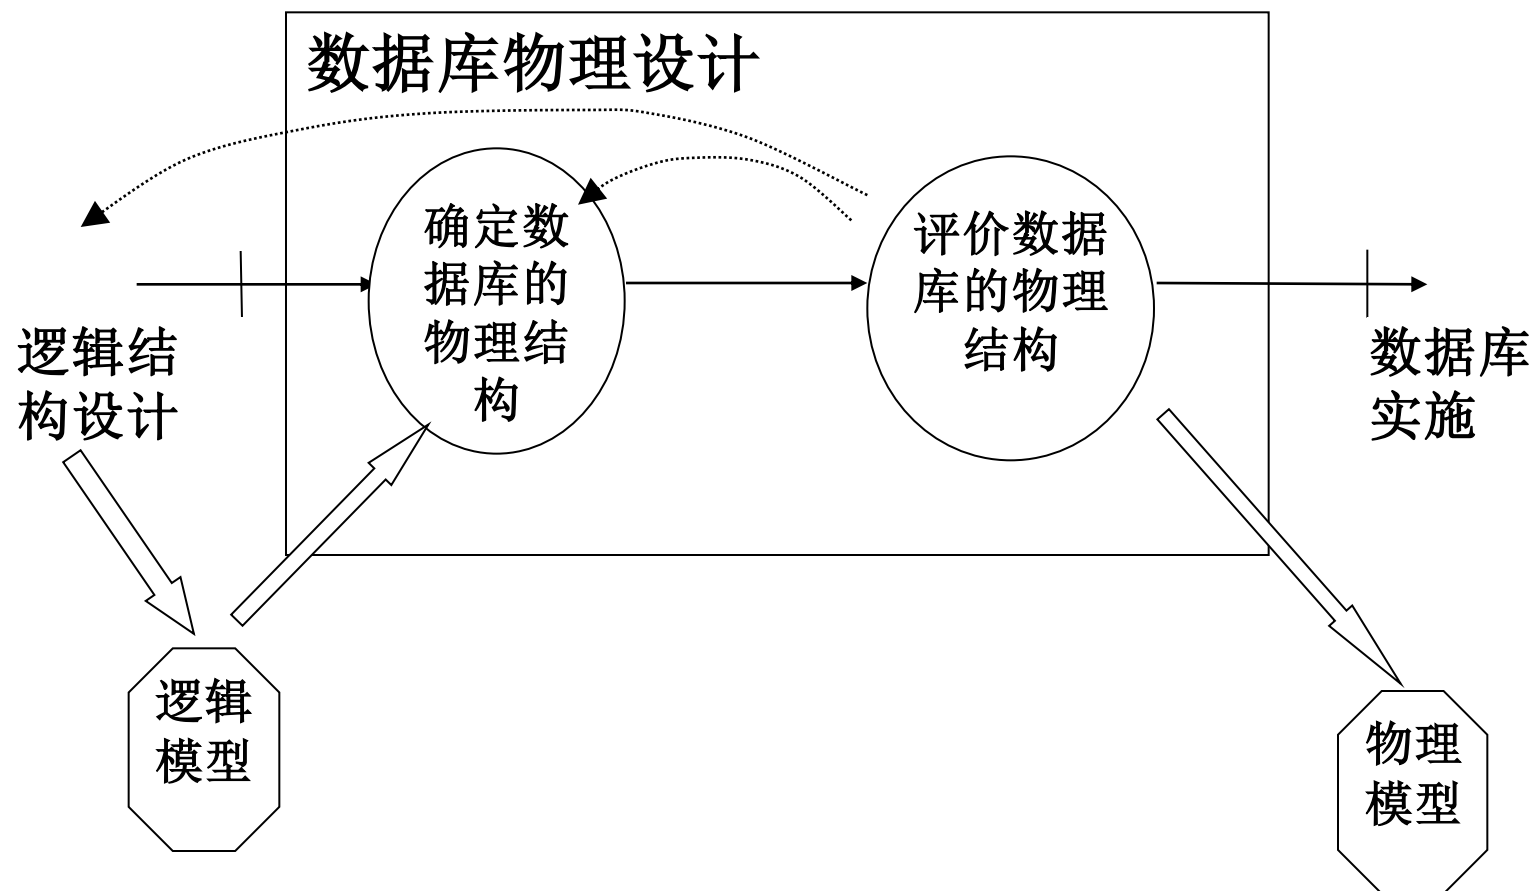 数据库物理设计
确定数
据库的
物理结
构
评价数据
库的物理
结构
逻辑结
构设计
数据库
实施
逻辑
模型
物理
模型